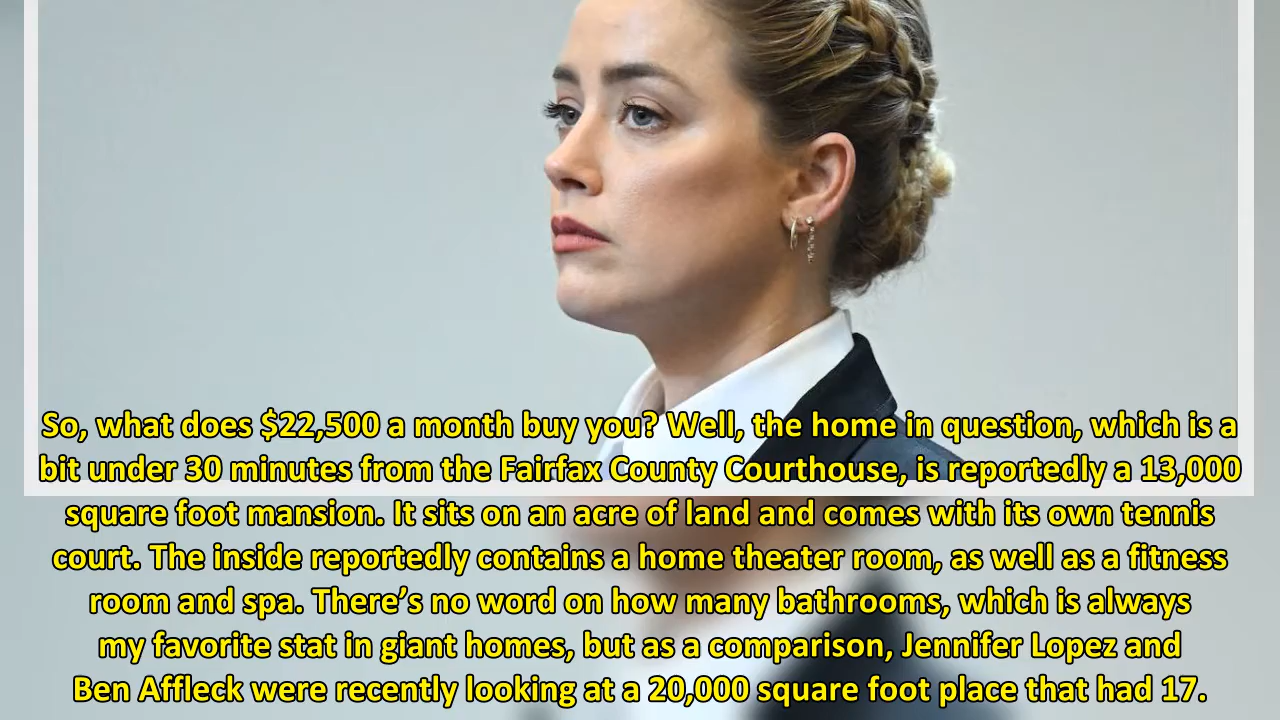 So, what does $22,500 a month buy you? Well, the home in question, which is a
bit under 30 minutes from the Fairfax County Courthouse, is reportedly a 13,000
square foot mansion. It sits on an acre of land and comes with its own tennis
court. The inside reportedly contains a home theater room, as well as a fitness
room and spa. There’s no word on how many bathrooms, which is always
my favorite stat in giant homes, but as a comparison, Jennifer Lopez and
Ben Affleck were recently looking at a 20,000 square foot place that had 17.